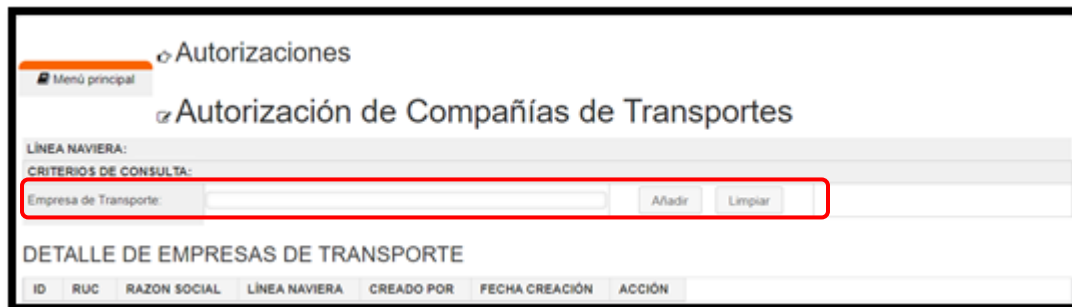 Autorizaciones
Menú principal
Autorización de Compañías de Transportes
LÍNEA NAVIERA:
CRITERIOS DE CONSULTA:
Empresa de Transporte: Añadir Limpiar
DETALLE DE EMPRESAS DE TRANSPORTE
ID RUC RAZON SOCIAL LÍNEA NAVIERA CREADO POR FECHA CREACIÓN ACCIÓN